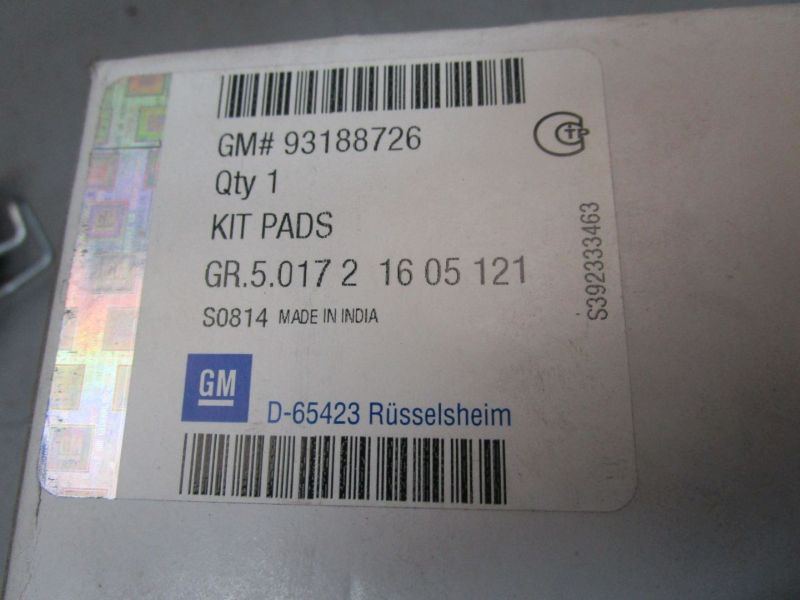 GM# 93188726
Qty 1
KIT PADS
GR.5.017 2 16 05 121
S0814 MADE IN INDIA
S392333463
GM
D-65423 Rüsselsheim